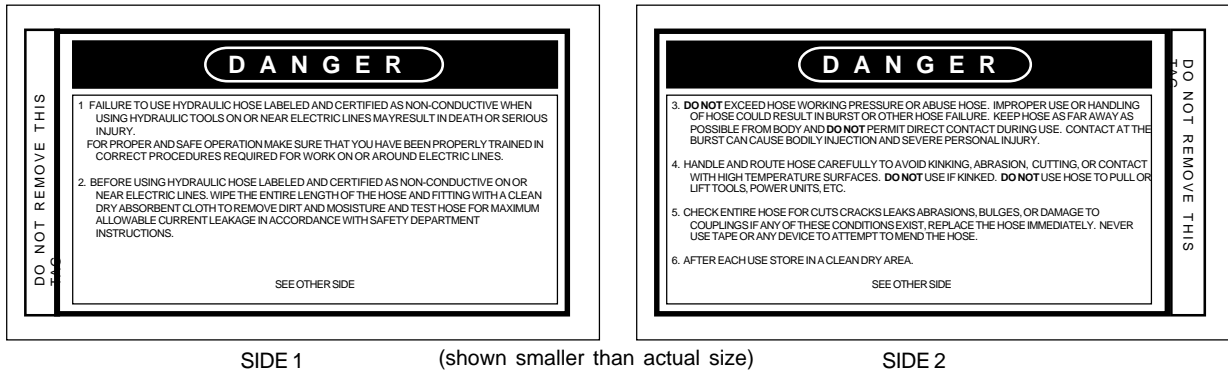 DO NOT REMOVE THIS
TAG
DANGER
1 FAILURE TO USE HYDRAULIC HOSE LABELED AND CERTIFIED AS NON-CONDUCTIVE WHEN
USING HYDRAULIC TOOLS ON OR NEAR ELECTRIC LINES MAYRESULT IN DEATH OR SERIOUS
INJURY.
FOR PROPER AND SAFE OPERATION MAKE SURE THAT YOU HAVE BEEN PROPERLY TRAINED IN
CORRECT PROCEDURES REQUIRED FOR WORK ON OR AROUND ELECTRIC LINES.
2. BEFORE USING HYDRAULIC HOSE LABELED AND CERTIFIED AS NON-CONDUCTIVE ON OR
NEAR ELECTRIC LINES. WIPE THE ENTIRE LENGTH OF THE HOSE AND FITTING WITH A CLEAN
DRY ABSORBENT CLOTH TO REMOVE DIRT AND MOSISTURE AND TEST HOSE FOR MAXIMUM
ALLOWABLE CURRENT LEAKAGE IN ACCORDANCE WITH SAFETY DEPARTMENT
INSTRUCTIONS.
SEE OTHER SIDE
DANGER
3. DO NOT EXCEED HOSE WORKING PRESSURE OR ABUSE HOSE. IMPROPER USE OR HANDLING
OF HOSE COULD RESULT IN BURST OR OTHER HOSE FAILURE. KEEP HOSE AS FAR AWAY AS
POSSIBLE FROM BODY AND DO NOT PERMIT DIRECT CONTACT DURING USE. CONTACT AT THE
BURST CAN CAUSE BODILY INJECTION AND SEVERE PERSONAL INJURY.
4. HANDLE AND ROUTE HOSE CAREFULLY TO AVOID KINKING, ABRASION, CUTTING, OR CONTACT
WITH HIGH TEMPERATURE SURFACES. DO NOT USE IF KINKED. DO NOT USE HOSE TO PULL OR
LIFT TOOLS, POWER UNITS, ETC.
5. CHECK ENTIRE HOSE FOR CUTS CRACKS LEAKS ABRASIONS, BULGES, OR DAMAGE TO
COUPLINGS IF ANY OF THESE CONDITIONS EXIST, REPLACE THE HOSE IMMEDIATELY. NEVER
USE TAPE OR ANY DEVICE TO ATTEMPT TO MEND THE HOSE.
6. AFTER EACH USE STORE IN A CLEAN DRY AREA.
SEE OTHER SIDE
DO NOT REMOVE THIS
TAG
SIDE 1 (shown smaller than actual size) SIDE 2